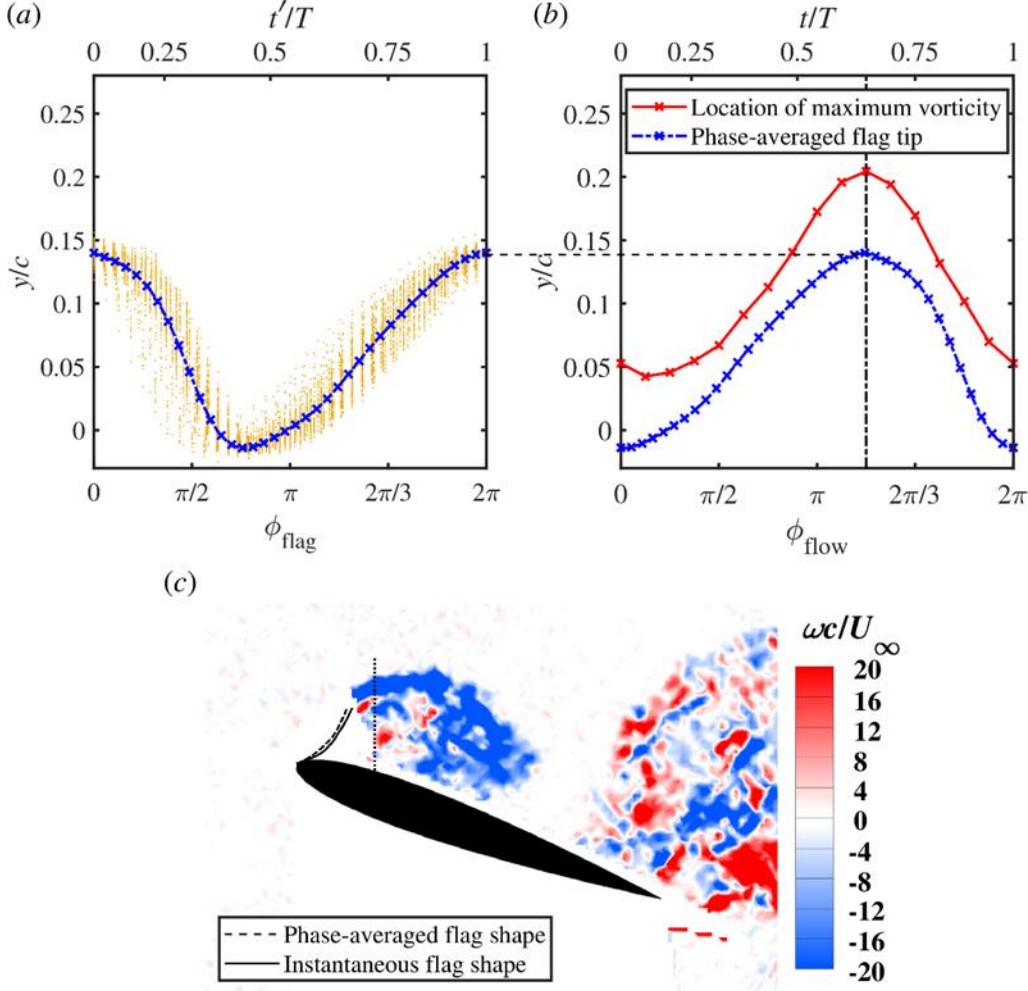 (a)
t′/T
0 0.25 0.5 0.75 1
0.25
0.2
0.15
0.1
0.05
0
y/c
0 π/2 π 2π/3 2π
ϕflag
(b)
t/T
0 0.25 0.5 0.75 1
Location of maximum vorticity
Phase-averaged flag tip
0.25
0.2
0.15
0.1
0.05
0
y/c
0 π/2 π 2π/3 2π
ϕflow
(c)
ωc/U∞
20
16
12
8
4
0
-4
-8
-12
-16
-20
Phase-averaged flag shape
Instantaneous flag shape